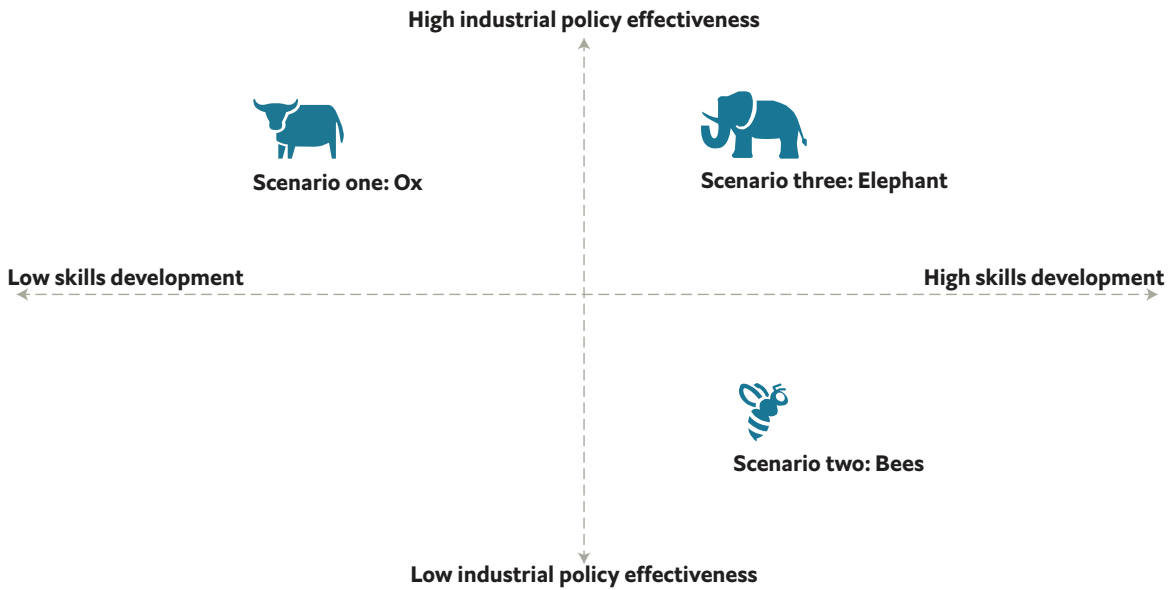 High industrial policy effectiveness
Scenario one: Ox
Scenario three: Elephant
Low skills development
High skills development
Scenario two: Bees
Low industrial policy effectiveness